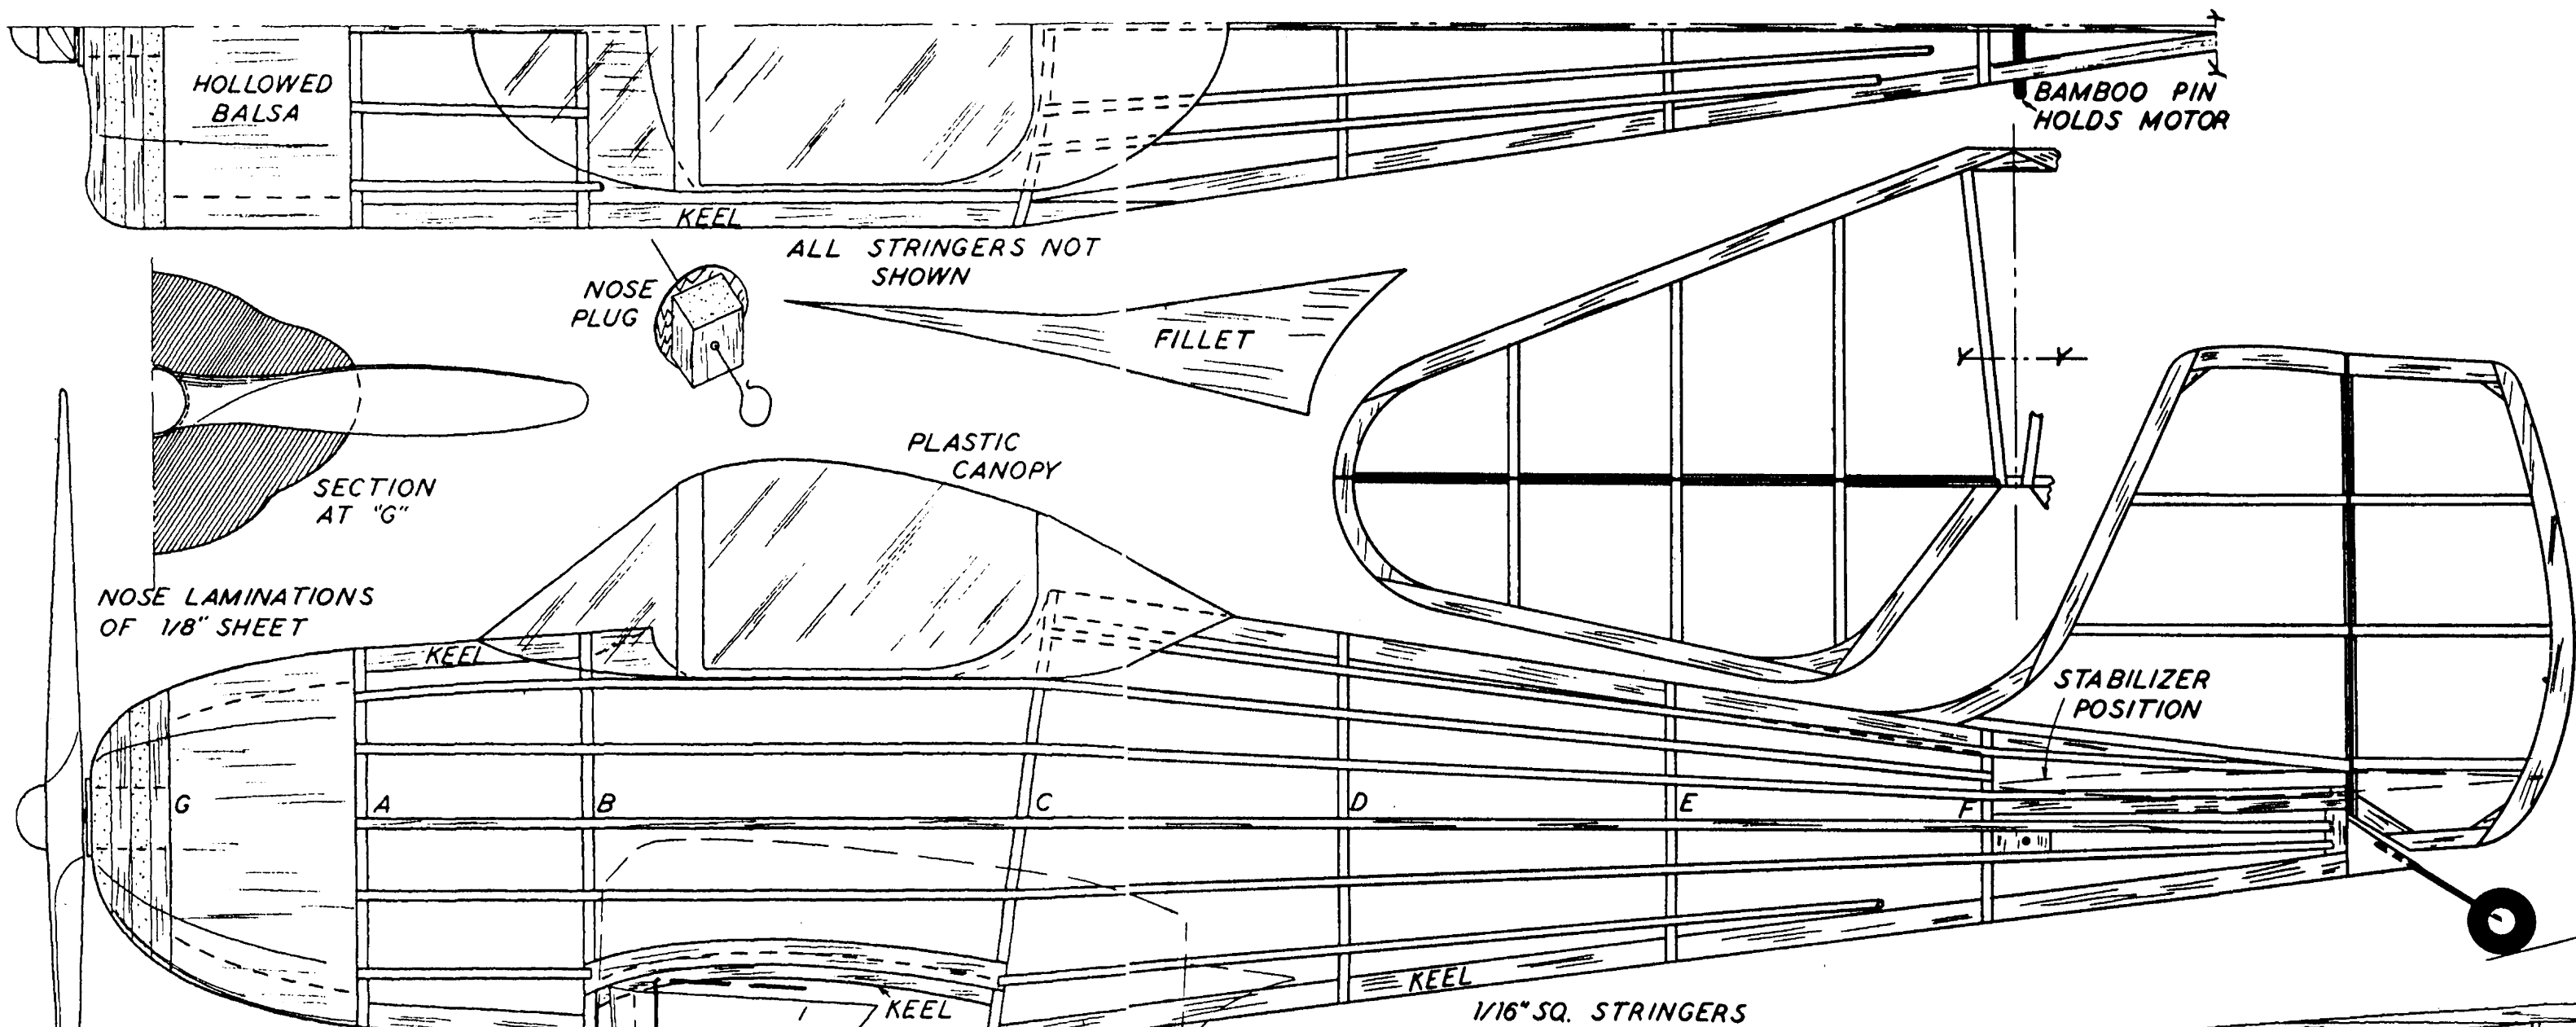 HOLLOWED
BALSA
BAMBOO PIN
HOLDS MOTOR
KEEL
ALL STRINGERS NOT
SHOWN
NOSE
PLUG
FILLET
Y
Y
Y
Y
PLASTIC
CANOPY
SECTION
AT "G"
NOSE LAMINATIONS
OF 1/8" SHEET
KEEL
STABILIZER
POSITION
G
A
B
C
D
E
F
KEEL
KEEL
1/16" SQ. STRINGERS